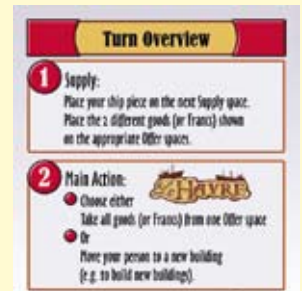 Turn Overview
1 Supply:
Place your ship piece on the next Supply space.
Place the 2 different goods (or Francs) shown
on the appropriate Offer spaces.
2 Main Action:
Le HAVRE
Choose either
Take all goods (or Francs) from one Offer space
Or
Move your person to a new building
(e.g. to build new buildings).